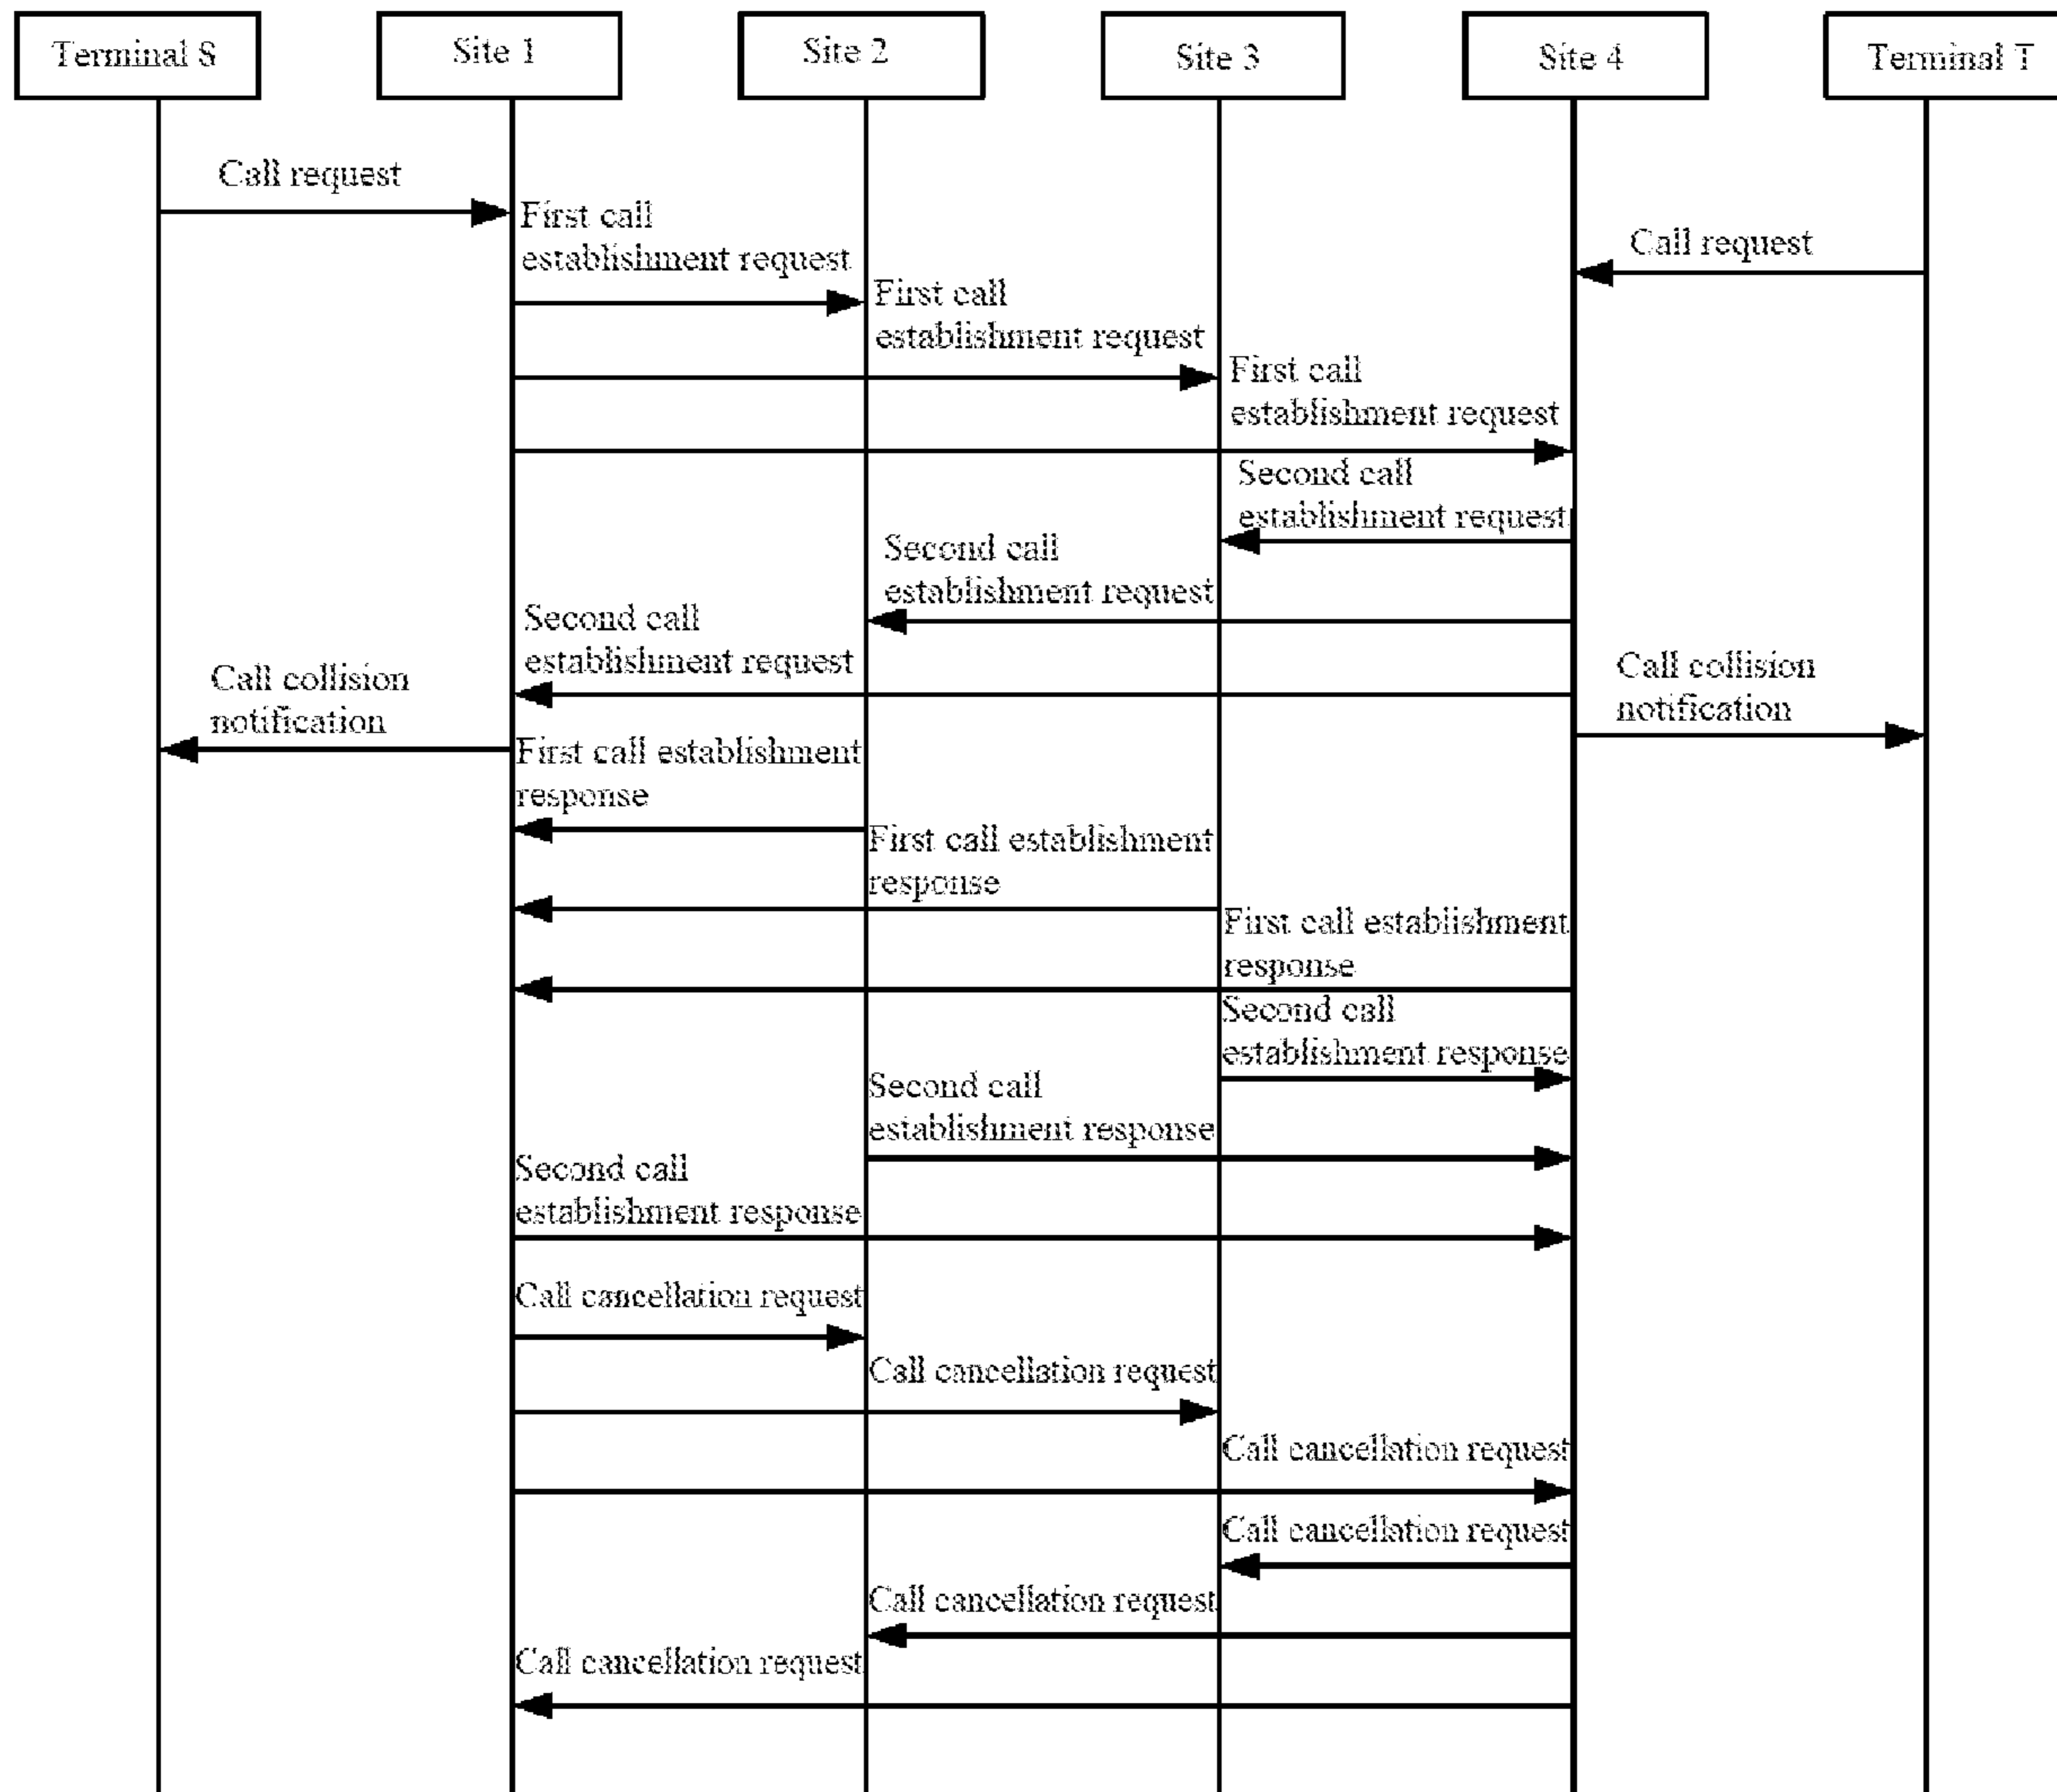 Terminal S
Site 1
Site 2
Site 3
Site 4
Terminal T
Call request
First call
establishment request
Call request
First call
establishment request
First call
establishment request
Second call
establishment request
Second call
establishment request
Second call
establishment request
Call collision
notification
Call collision
notification
First call establishment
response
First call establishment
response
First call establishment
response
Second call
establishment response
Second call
establishment response
Second call
establishment response
Call cancellation request
Call cancellation request
Call cancellation request
Call cancellation request
Call cancellation request
Call cancellation request